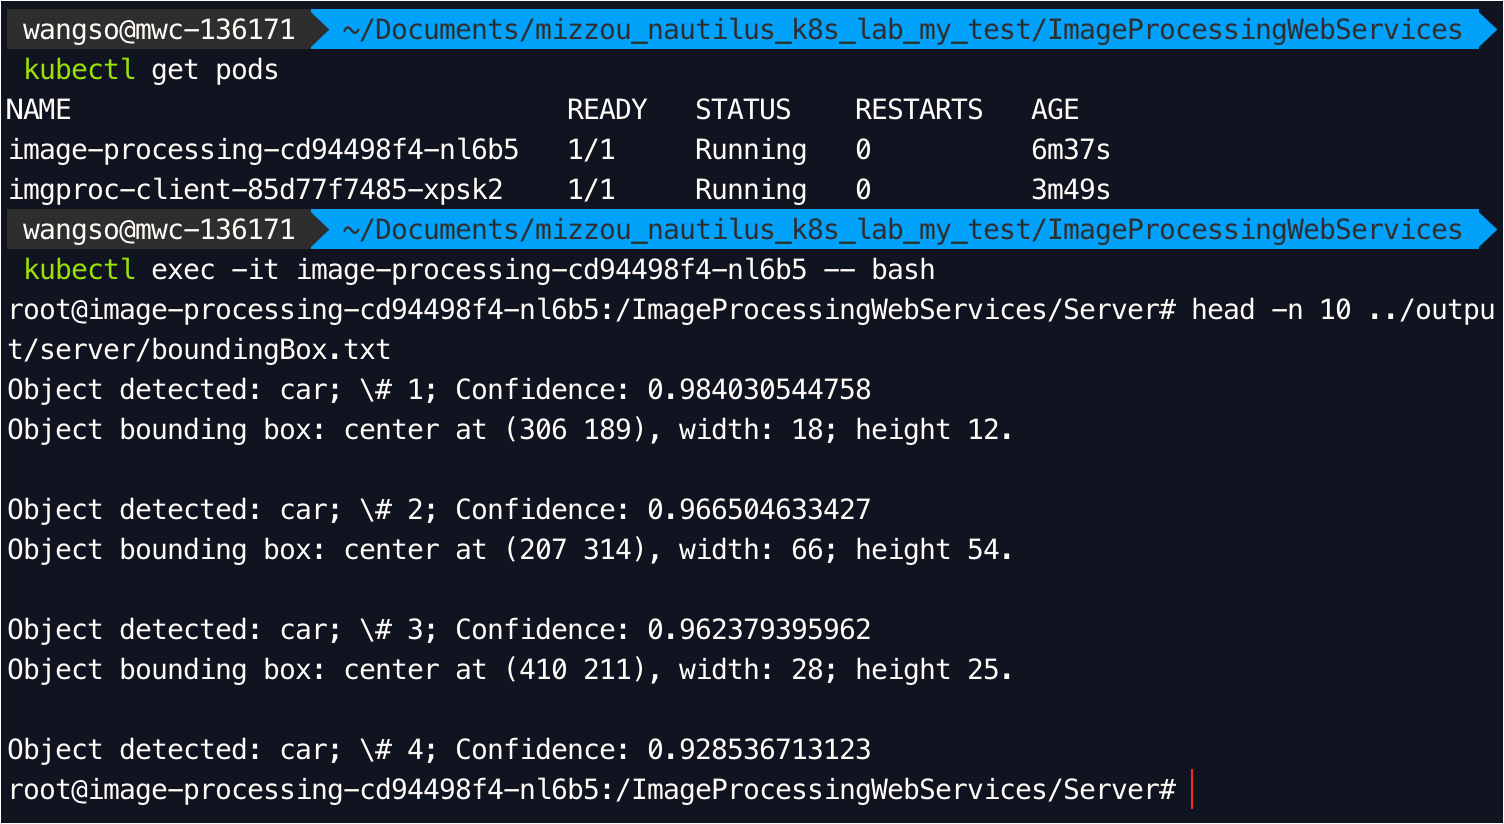 wangso@mwc-136171 ~/Documents/mizzou_nautilus_k8s_lab_my_test/ImageProcessingWebServices
kubectl get pods
NAME READY STATUS RESTARTS AGE
image-processing-cd94498f4-nl6b5 1/1 Running 0 6m37s
imgproc-client-85d77f7485-xpsk2 1/1 Running 0 3m49s
wangso@mwc-136171 ~/Documents/mizzou_nautilus_k8s_lab_my_test/ImageProcessingWebServices
kubectl exec -it image-processing-cd94498f4-nl6b5 -- bash
root@image-processing-cd94498f4-nl6b5:/ImageProcessingWebServices/Server# head -n 10 ../outpu
t/server/boundingBox.txt
Object detected: car; \# 1; Confidence: 0.984030544758
Object bounding box: center at (306 189), width: 18; height 12.
Object detected: car; \# 2; Confidence: 0.966504633427
Object bounding box: center at (207 314), width: 66; height 54.
Object detected: car; \# 3; Confidence: 0.962379395962
Object bounding box: center at (410 211), width: 28; height 25.
Object detected: car; \# 4; Confidence: 0.928536713123
root@image-processing-cd94498f4-nl6b5:/ImageProcessingWebServices/Server#